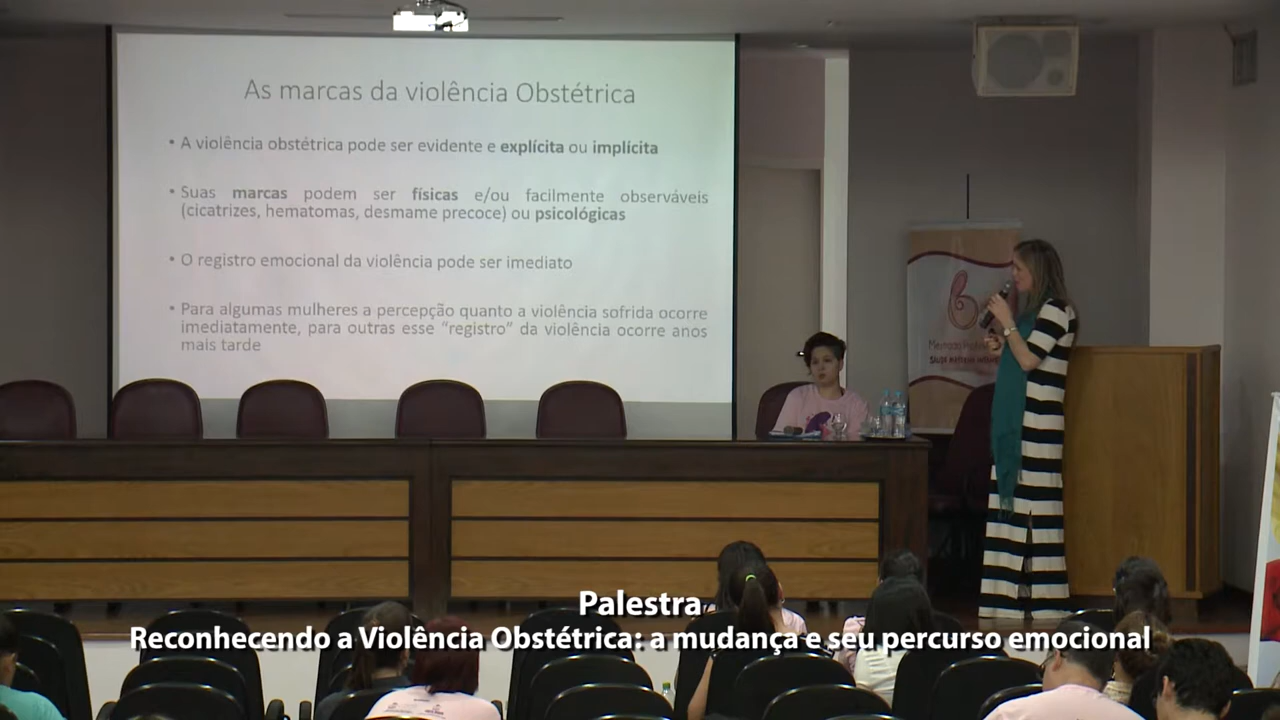 As marcas da violência Obstétrica
• A violência obstétrica pode ser evidente e explícita ou implícita
• Suas marcas podem ser físicas e/ou facilmente observáveis
(cicatrizes, hematomas, desmame precoce) ou psicológicas
• O registro emocional da violência pode ser imediato
• Para algumas mulheres a percepção quanto a violência sofrida ocorre
imediatamente, para outras esse “registro” da violência ocorre anos
mais tarde
Palestra
Reconhecendo a Violência Obstétrica: a mudança e seu percurso emocional